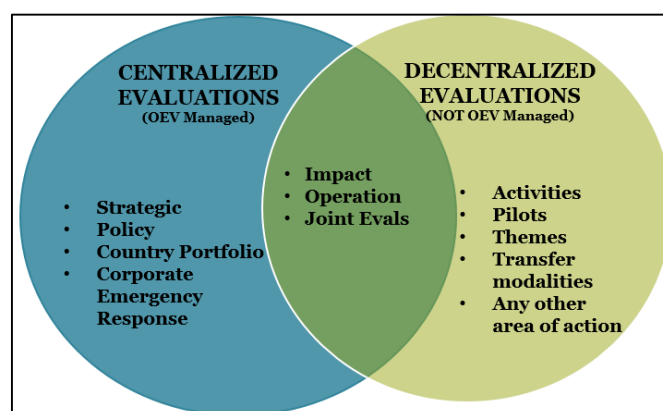 CENTRALIZED
EVALUATIONS
(OEV Managed)
• Strategic
• Policy
• Country Portfolio
• Corporate
Emergency
Response
• Impact
• Operation
• Joint Evals
DECENTRALIZED
EVALUATIONS
(NOT OEV Managed)
• Activities
• Pilots
• Themes
• Transfer
modalities
• Any other
area of action